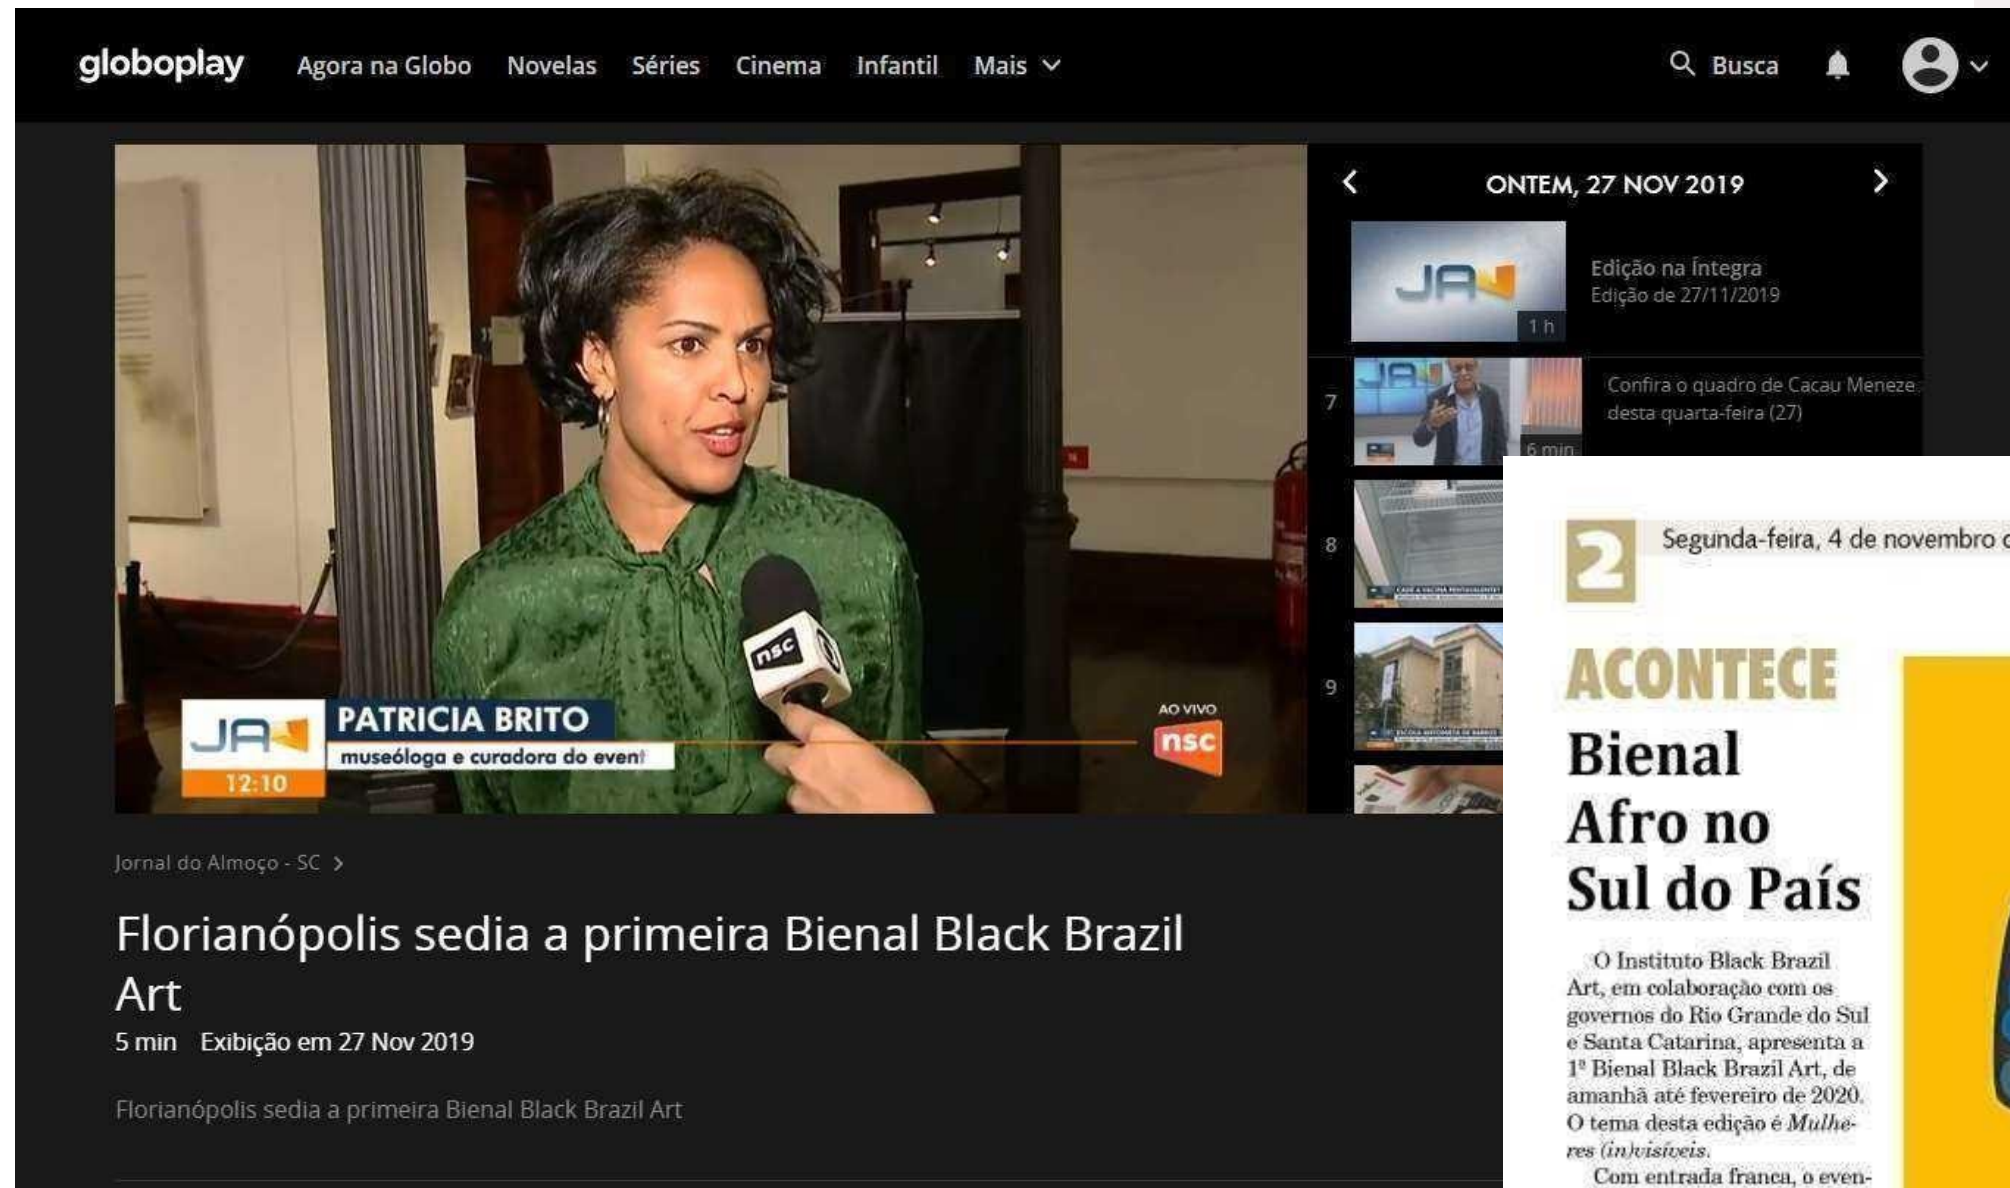 globoplay Agora na Globo Novelas Séries Cinema Infantil Mais Busca
ONTEM, 27 NOV 2019
JA
1 h
Edição na Íntegra
Edição de 27/11/2019
7
JA
6 min
Confira o quadro de Cacau Meneze
desta quarta-feira (27)
8
9
nsc
JA
12:10
PATRICIA BRITO
museóloga e curadora do event
AO VIVO
nsc
Jornal do Almoço - SC
Florianópolis sedia a primeira Bienal Black Brazil
Art
5 min Exibição em 27 Nov 2019
Florianópolis sedia a primeira Bienal Black Brazil Art
2 Segunda-feira, 4 de novembro
ACONTECE
Bienal
Afro no
Sul do País
O Instituto Black Brazil
Art, em colaboração com os
governos do Rio Grande do Sul
e Santa Catarina, apresenta a
1ª Bienal Black Brazil Art, de
amanhã até fevereiro de 2020.
O tema desta edição é Mulhe-
res (in)visíveis.
Com entrada franca, o even-